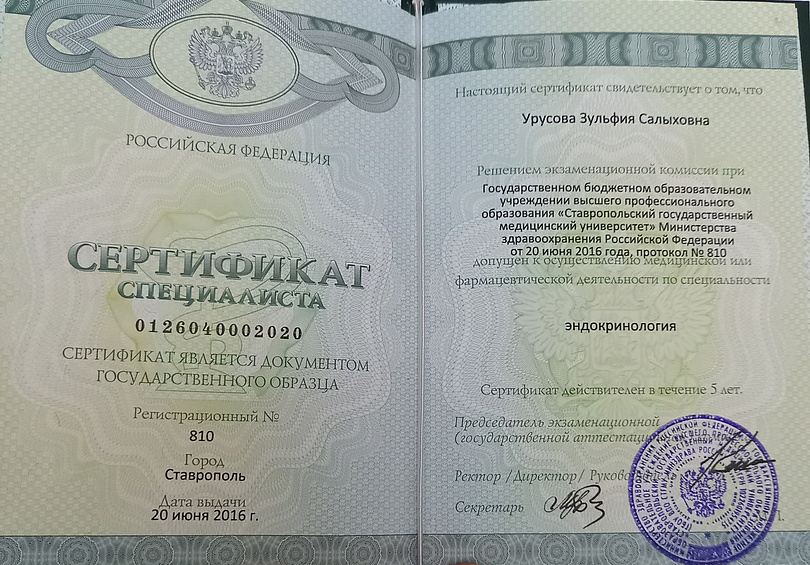 РОССИЙСКАЯ ФЕДЕРАЦИЯ
СЕРТИФИКАТ
СПЕЦИАЛИСТА
0126040002020
СЕРТИФИКАТ ЯВЛЯЕТСЯ ДОКУМЕНТОМ
ГОСУДАРСТВЕННОГО ОБРАЗЦА
Регистрационный №
810
Город
Ставрополь
Дата выдачи
20 июня 2016 г.
Настоящий сертификат свидетельствует о том, что
Урусова Зульфия Салыховна
Решением экзаменационной комиссии при
Государственном бюджетном образовательном
учреждении высшего профессионального
образования «Ставропольский государственный
медицинский университет» Министерства
здравоохранения Российской Федерации
от 20 июня 2016 года, протокол № 810
допущен к осуществлению медицинской или
фармацевтической деятельности по специальности
эндокринология
Сертификат действителен в течение 5 лет.
Председатель экзаменационной
(государственной
Ректор /Директор/
Секретарь